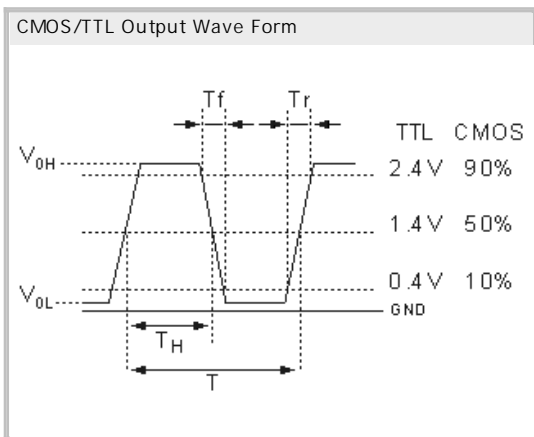 CMOS/TTL Output Wave Form
Tf Tr
TTL CMOS
V0H
2.4V 90%
1.4V 50%
0.4V 10%
V0L
GND
TH
T